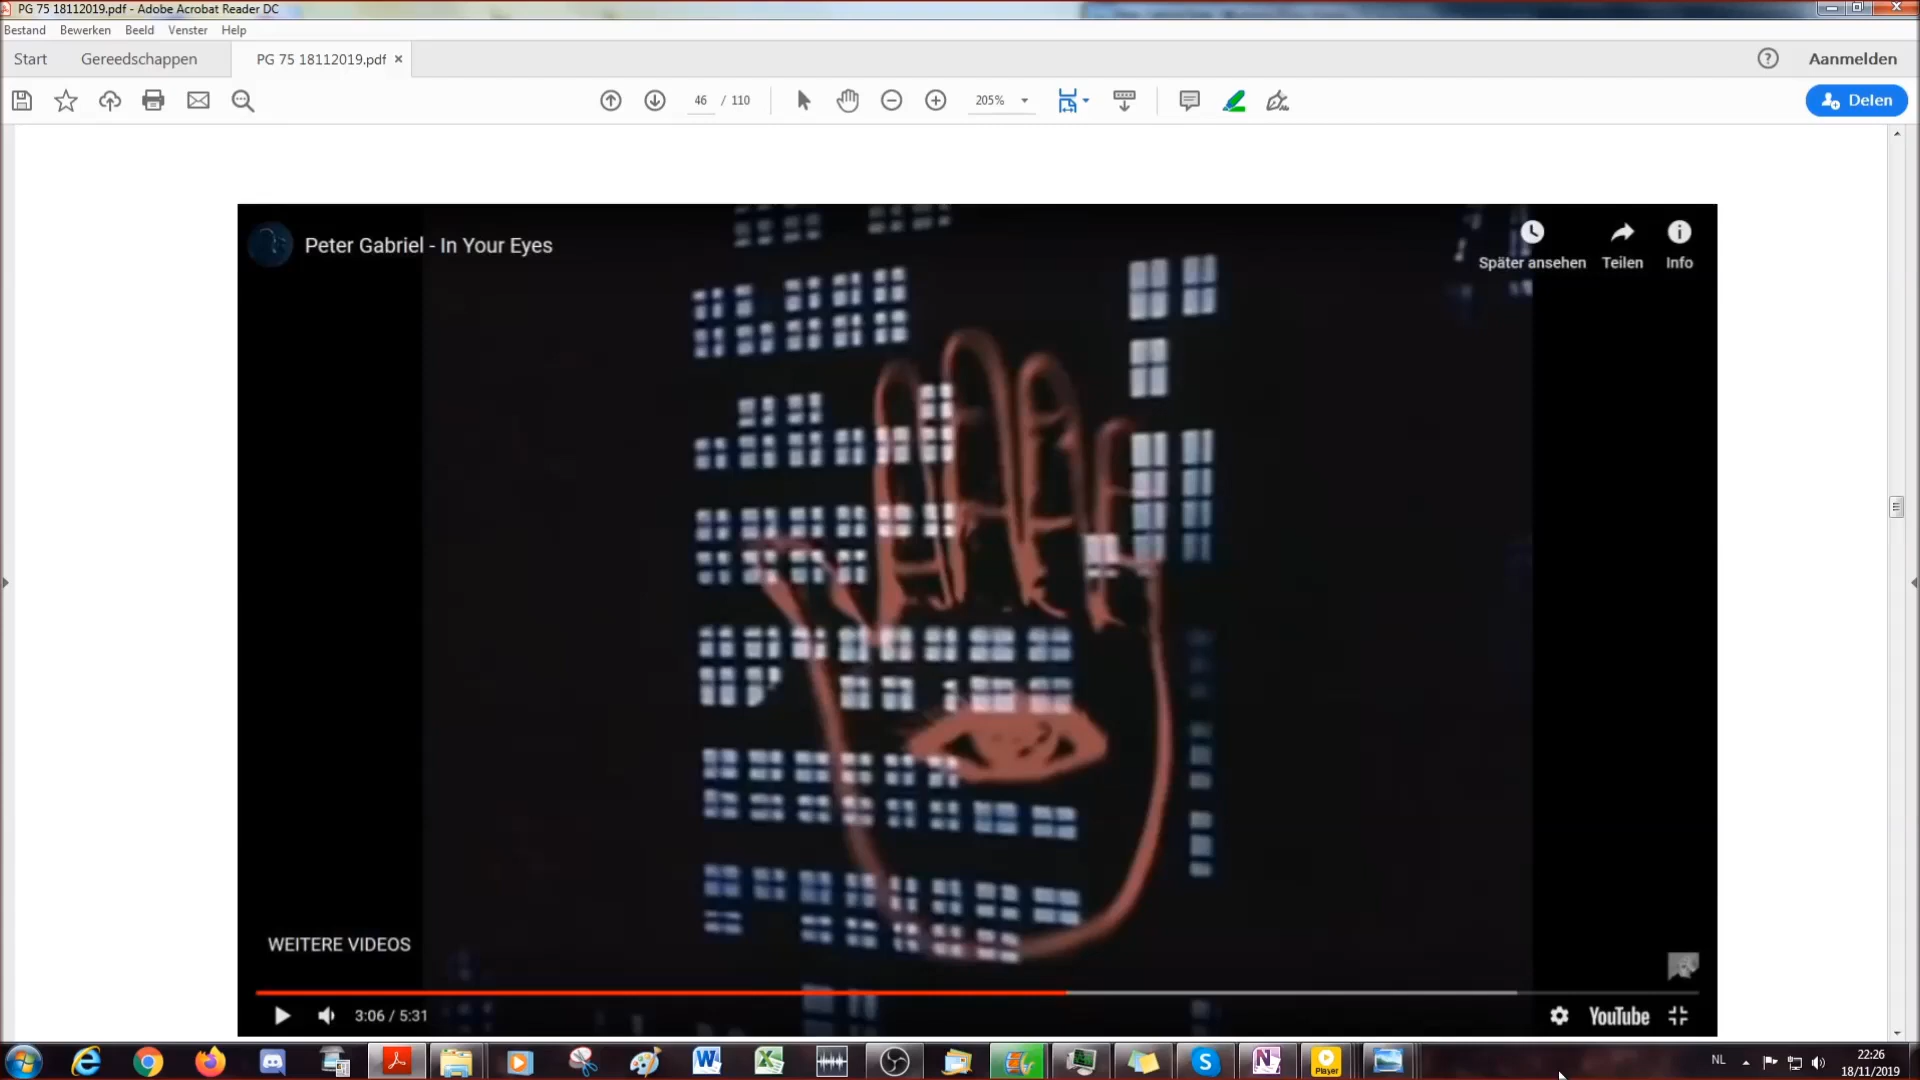 PG 75 18112019.pdf - Adobe Acrobat Reader DC
Bestand Bewerken Beeld Venster Help
Start Gereedschappen PG 75 18112019.pdf × Aanmelden
46 / 110 205% Delen
Peter Gabriel - In Your Eyes
Später ansehen Teilen Info
WEITERE VIDEOS
3:06 / 5:31 YouTube
Player
NL 22:26
18/11/2019